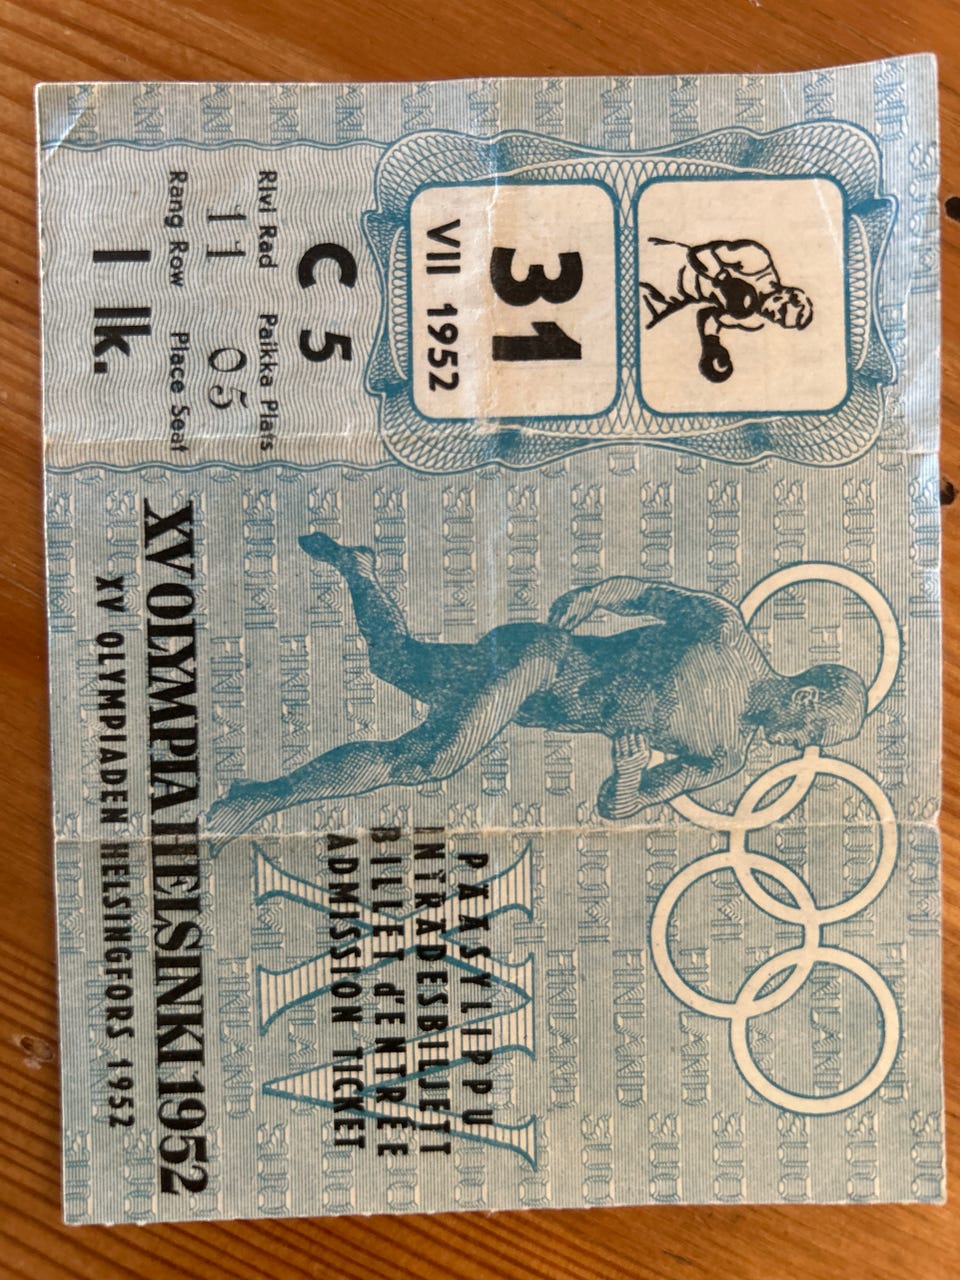 31
VII 1952
C 5
Rivi Rad Paikka Plats
11 05
Rang Row Place Seat
I lk.
XV
PÄÄSYLIPPU
INTRÄDESBILJETT
BILLET d'ENTRÉE
ADMISSION TICKET
XV OLYMPIA HELSINKI 1952
XV OLYMPIADEN HELSINGFORS 1952
SUOMI FINLAND